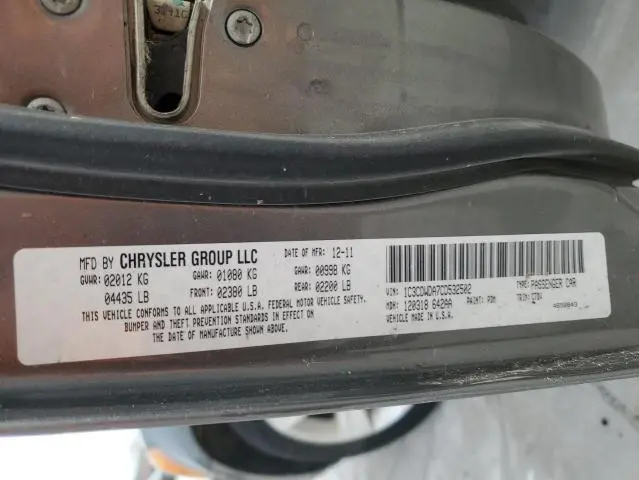 MFD BY CHRYSLER GROUP LLC
DATE OF MFR: 12-11
GVWR: 02012 KG
GAWR: 01080 KG
GAWR: 00998 KG
04435 LB
FRONT: 02380 LB
REAR: 02200 LB
THIS VEHICLE CONFORMS TO ALL APPLICABLE U.S.A. FEDERAL MOTOR VEHICLE SAFETY,
BUMPER AND THEFT PREVENTION STANDARDS IN EFFECT ON
THE DATE OF MANUFACTURE SHOWN ABOVE.
VIN: 1C3CDWDA7CD532502
TYPE: PASSENGER CAR
MDH: 120318 642AA
PAINT: PDM
TRIM:
VEHICLE MADE IN U.S.A.